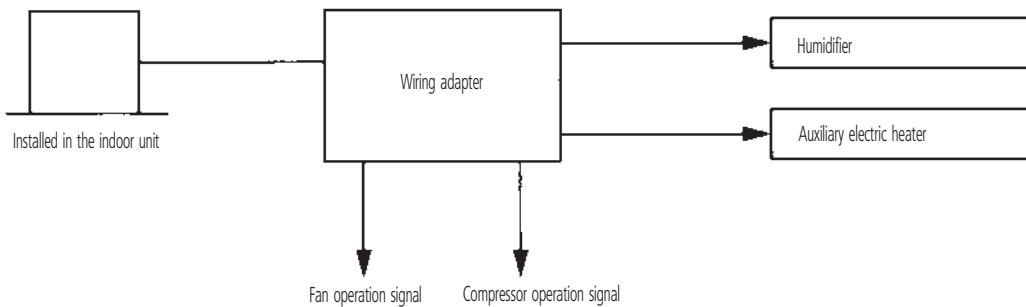 Humidifier
Wiring adapter
Auxiliary electric heater
Installed in the indoor unit
Fan operation signal
Compressor operation signal